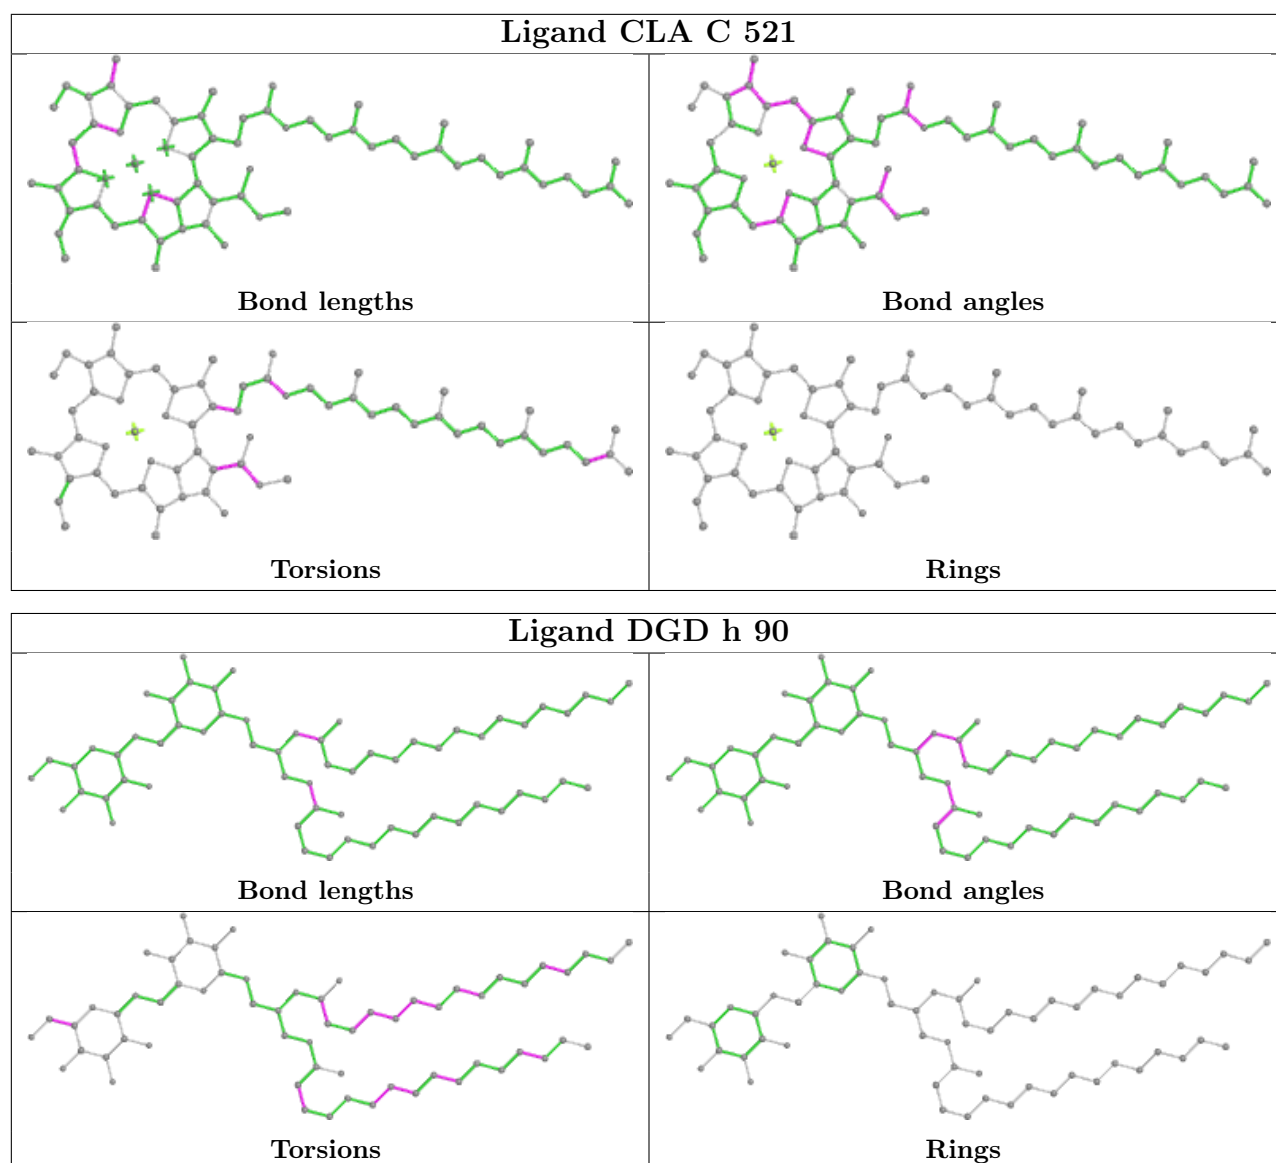 Ligand CLA C 521
Bond lengths
Bond angles
Torsions
Rings
Ligand DGD h 90
Bond lengths
Bond angles
Torsions
Rings